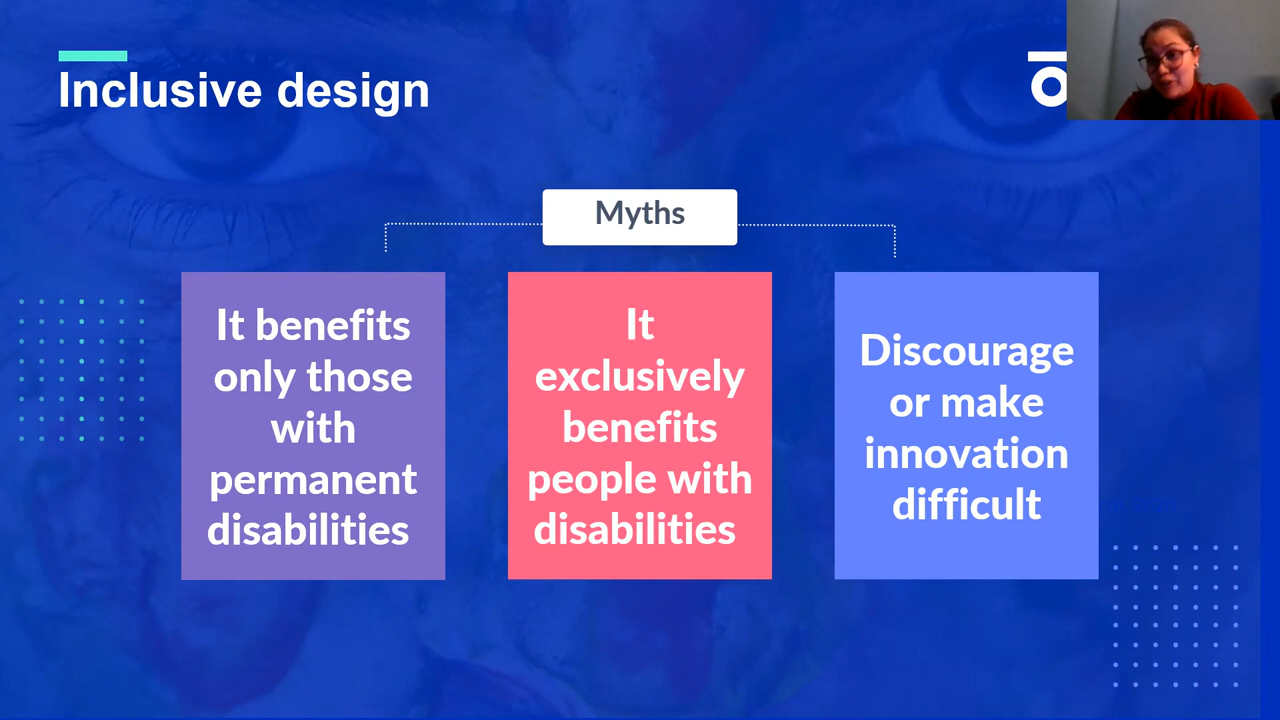 Inclusive design
Myths
It benefits
only those
with
permanent
disabilities
It
exclusively
benefits
people with
disabilities
Discourage
or make
innovation
difficult